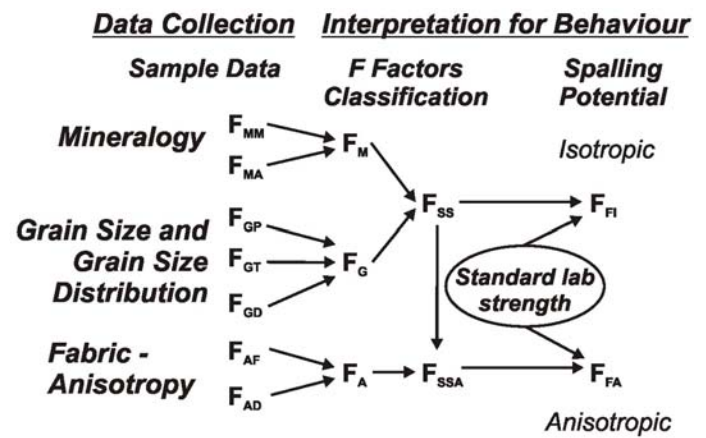 Data Collection
Interpretation for Behaviour
Sample Data
F Factors
Classification
Spalling
Potential
Mineralogy
FMM
FMA
FM
Isotropic
Grain Size and
Grain Size
Distribution
FGP
FGT
FGD
FG
FSS
FFI
Standard lab
strength
Fabric -
Anisotropy
FAF
FAD
FA
FSSA
FFA
Anisotropic